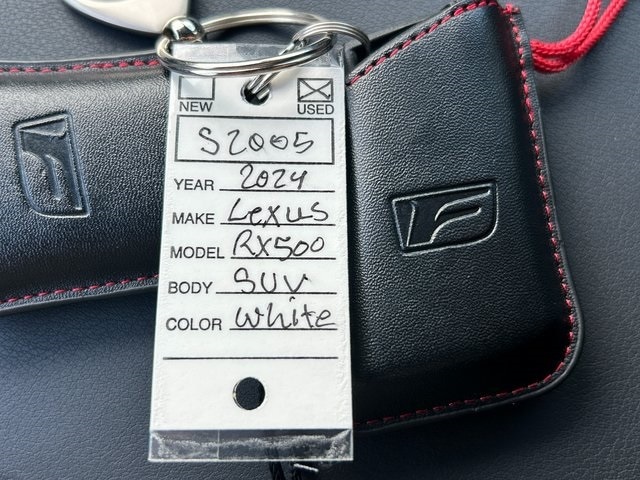 NEW USED
S2005
YEAR 2024
MAKE Lexus
MODEL RX500
BODY SUV
COLOR White